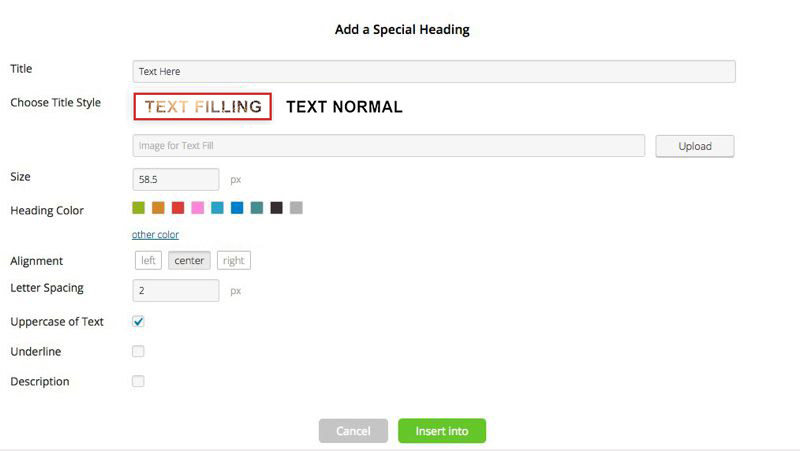 Add a Special Heading
Title
Text Here
Choose Title Style
TEXT FILLING
TEXT NORMAL
Image for Text Fill
Upload
Size
58.5
px
Heading Color
other color
Alignment
left
center
right
Letter Spacing
2
px
Uppercase of Text
Underline
Description
Cancel
Insert into